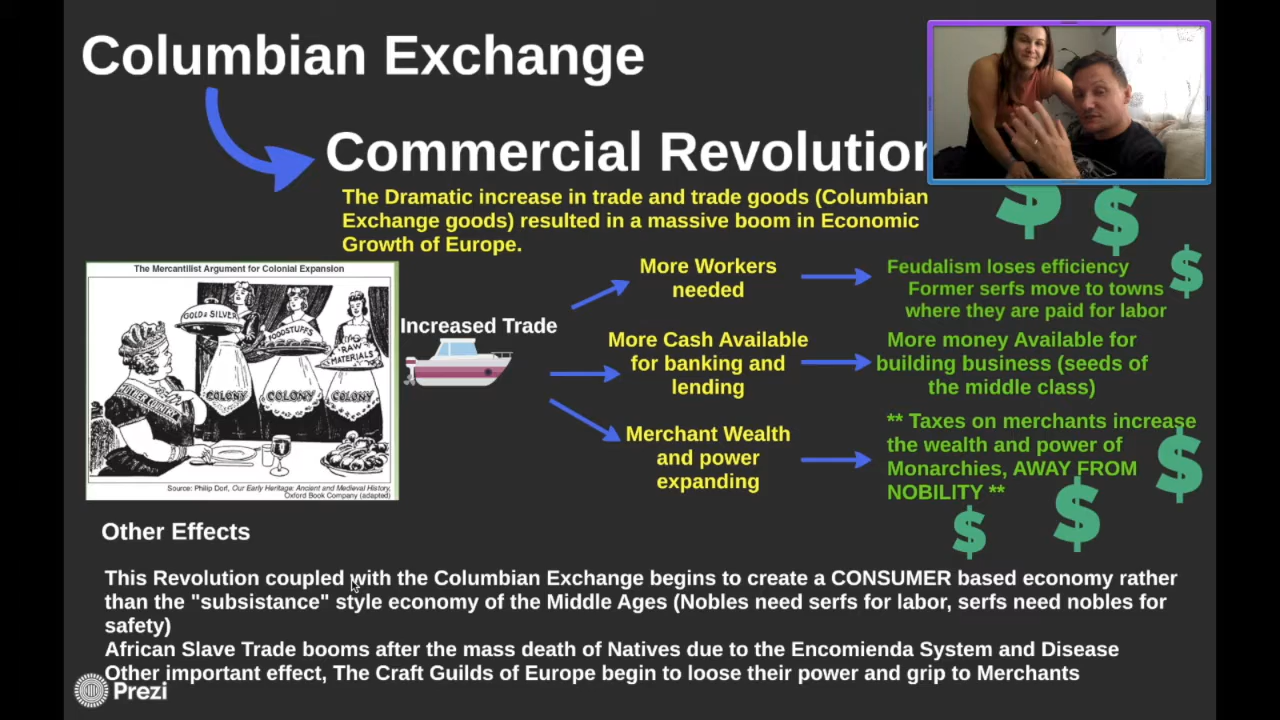 Columbian Exchange
Commercial Revolution
The Dramatic increase in trade and trade goods (Columbian
Exchange goods) resulted in a massive boom in Economic
Growth of Europe.
The Mercantilist Argument for Colonial Expansion
GOLD & SILVER
FOODSTUFFS
RAW
MATERIALS
COLONY
COLONY
COLONY
MOTHER COUNTRY
Source: Philip Dorf, Our Early Heritage: Ancient and Medieval History,
Oxford Book Company (adapted)
Increased Trade
More Workers
needed
Feudalism loses efficiency
Former serfs move to towns
where they are paid for labor
More Cash Available
for banking and
lending
More money Available for
building business (seeds of
the middle class)
Merchant Wealth
and power
expanding
** Taxes on merchants increase
the wealth and power of
Monarchies, AWAY FROM
NOBILITY **
$
$
$
$
$
$
Other Effects
This Revolution coupled with the Columbian Exchange begins to create a CONSUMER based economy rather
than the "subsistance" style economy of the Middle Ages (Nobles need serfs for labor, serfs need nobles for
safety)
African Slave Trade booms after the mass death of Natives due to the Encomienda System and Disease
Other important effect, The Craft Guilds of Europe begin to loose their power and grip to Merchants
Prezi